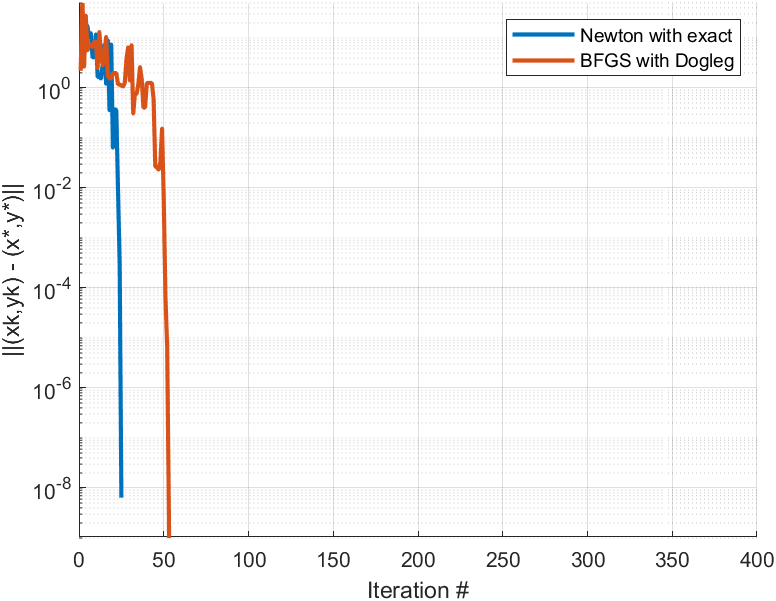 Newton with exact
BFGS with Dogleg
10^0
10^-2
10^-4
10^-6
10^-8
||(xk,yk) - (x*,y*)||
0 50 100 150 200 250 300 350 400
Iteration #